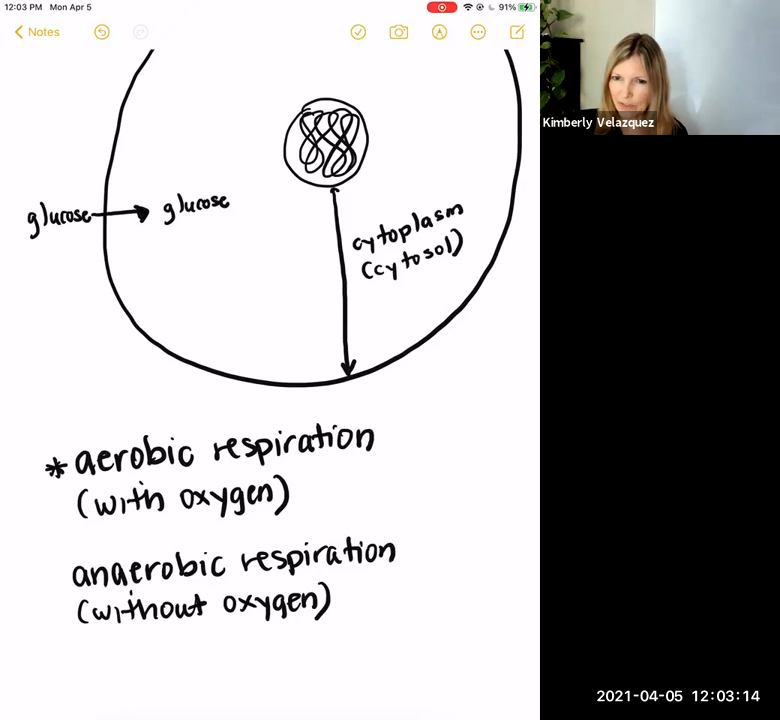 12:03 PM Mon Apr 5
91%
Notes
Kimberly Velazquez
glucose
glucose
cytoplasm
(cytosol)
* aerobic respiration
(with oxygen)
anaerobic respiration
(without oxygen)
2021-04-05 12:03:14